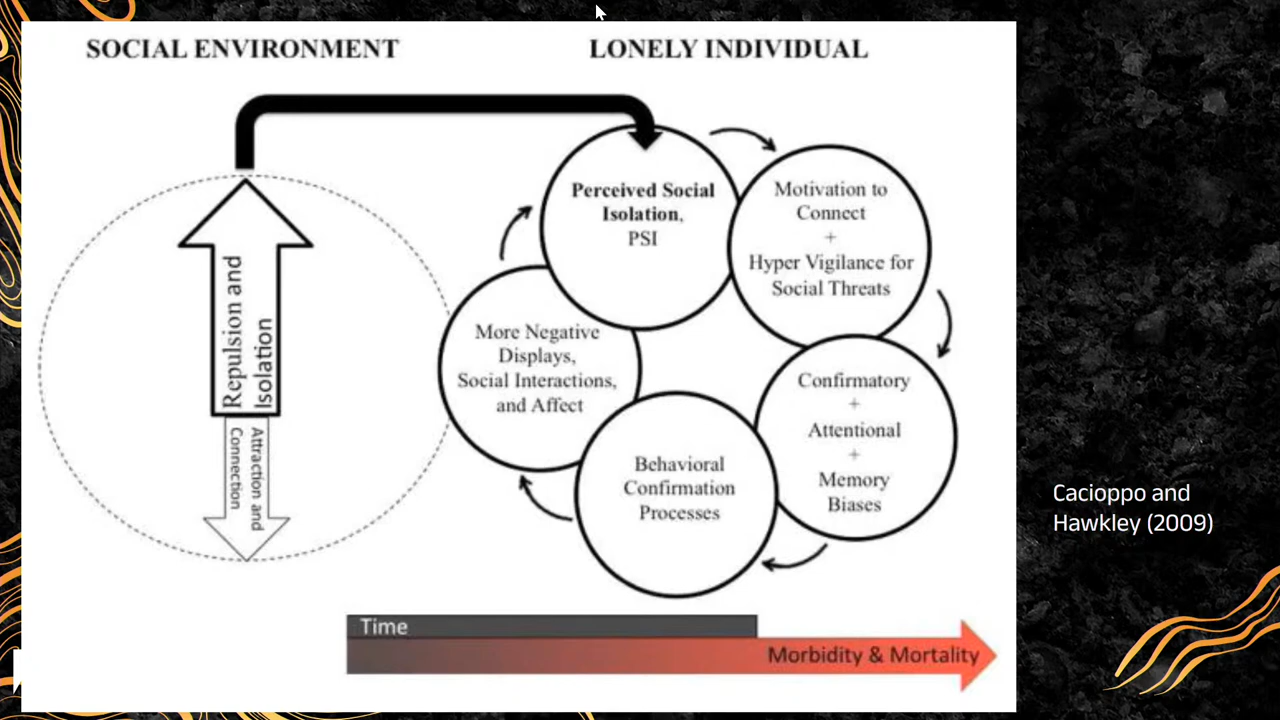 SOCIAL ENVIRONMENT
LONELY INDIVIDUAL
Repulsion and
Isolation
Attraction and
Connection
Perceived Social
Isolation,
PSI
Motivation to
Connect
+
Hyper Vigilance for
Social Threats
Confirmatory
+
Attentional
+
Memory
Biases
Behavioral
Confirmation
Processes
More Negative
Displays,
Social Interactions,
and Affect
Time
Morbidity & Mortality
Cacioppo and
Hawkley (2009)